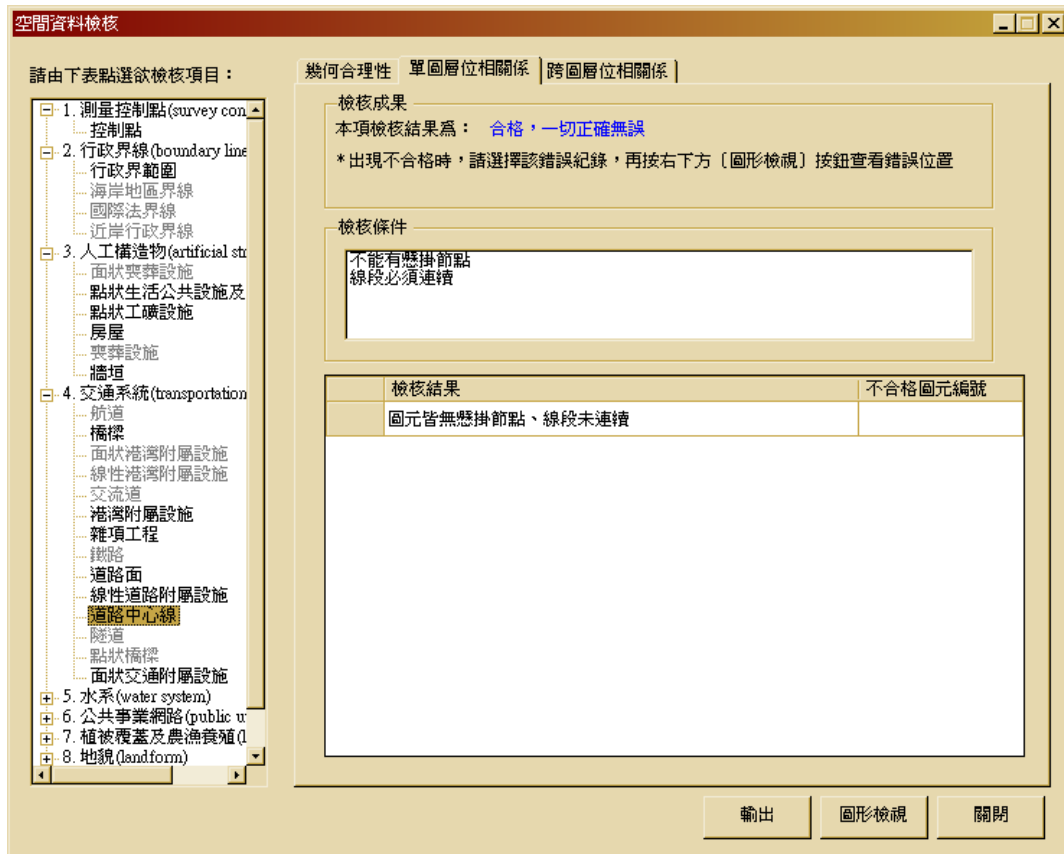 空間資料檢核
請由下表點選欲檢核項目：
1. 測量控制點(survey con
控制點
2. 行政界線(boundary line
行政界範圍
海岸地區界線
國際法界線
近岸行政界線
3. 人工構造物(artificial str
面狀喪葬設施
點狀生活公共設施及
點狀工礦設施
房屋
喪葬設施
牆垣
4. 交通系統(transportation
航道
橋樑
面狀港灣附屬設施
線性港灣附屬設施
交流道
港灣附屬設施
雜項工程
鐵路
道路面
線性道路附屬設施
道路中心線
隧道
點狀橋樑
面狀交通附屬設施
5. 水系(water system)
6. 公共事業網路(public u
7. 植被覆蓋及農漁養殖(l
8. 地貌(landform)
幾何合理性 單圖層位相關係 跨圖層位相關係
檢核成果
本項檢核結果為： 合格，一切正確無誤
*出現不合格時，請選擇該錯誤紀錄，再按右下方〔圖形檢視〕按鈕查看錯誤位置
檢核條件
不能有懸掛節點
線段必須連續
檢核結果 不合格圖元編號
圖元皆無懸掛節點、線段未連續
輸出 圖形檢視 關閉